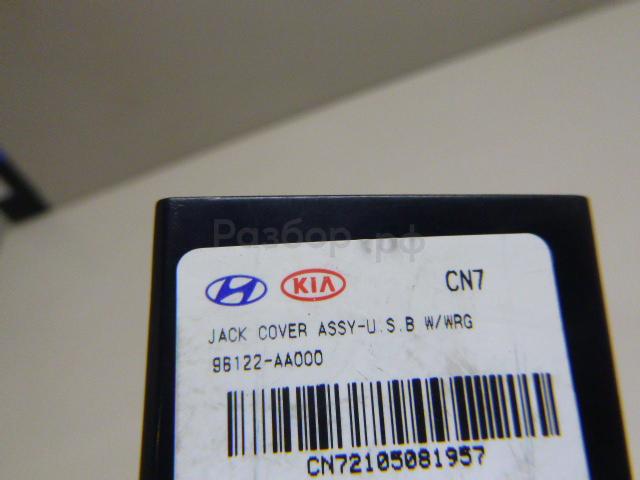 Разбор.рф
KIA CN7
JACK COVER ASSY-U.S.B W/WRG
96122-AA000
CN72105081957